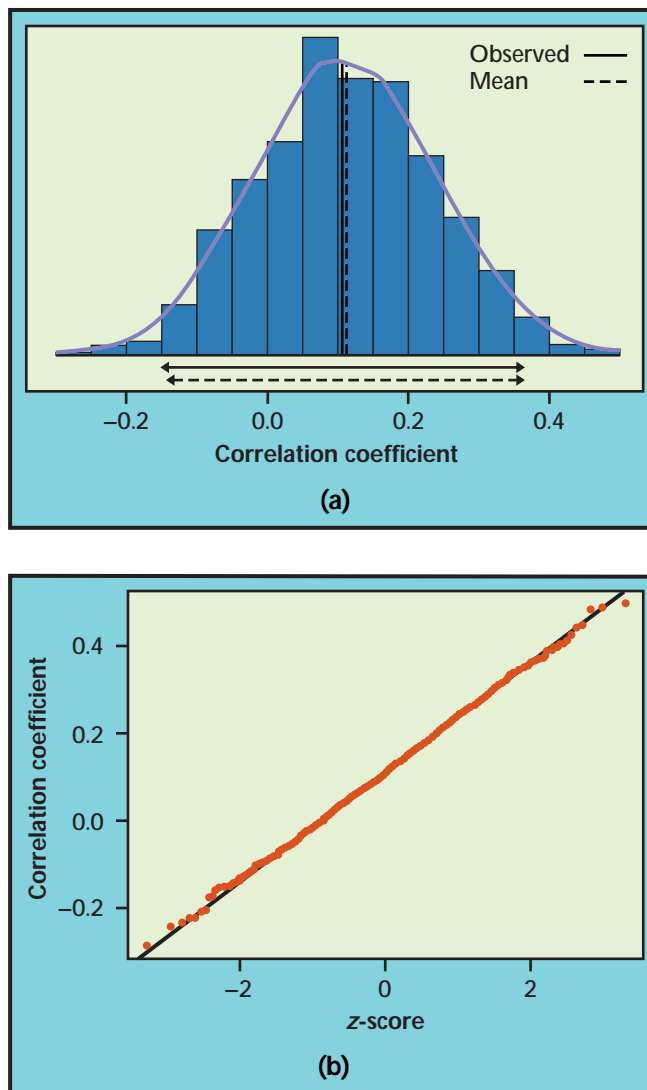 Observed
Mean
–0.2 0.0 0.2 0.4
Correlation coefficient
(a)
Correlation coefficient
0.4
0.2
0.0
–0.2
–2 0 2
z-score
(b)